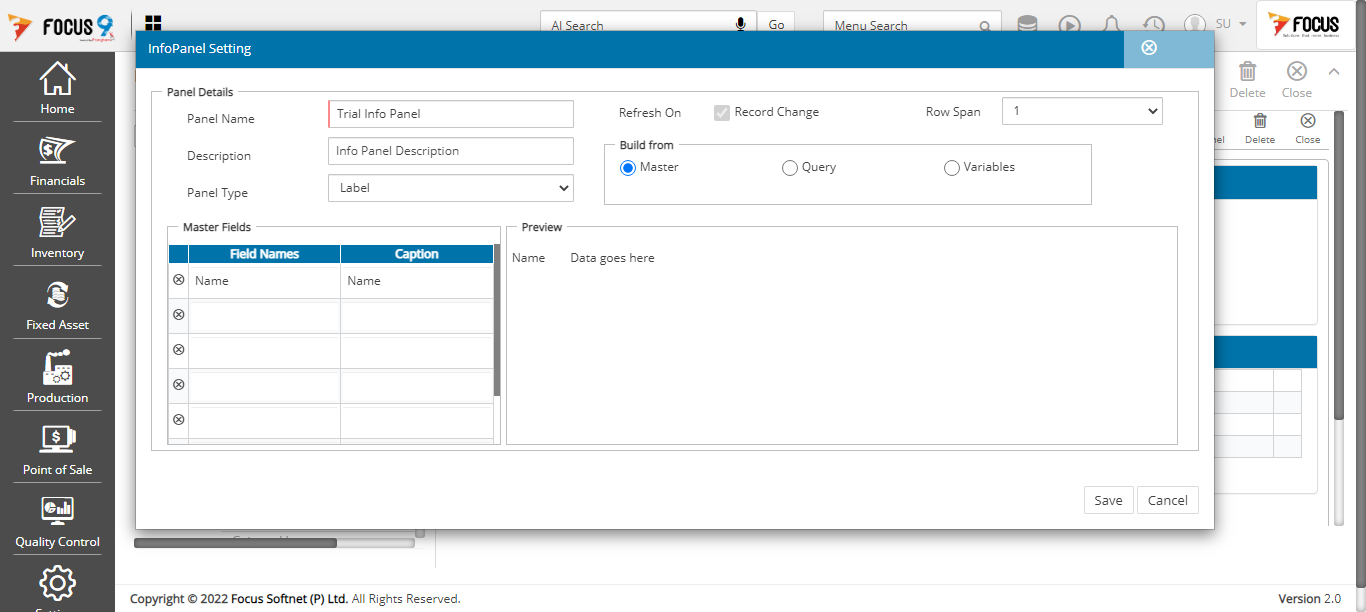 FOCUS 9
AI Search
Go
Menu Search
SU
FOCUS
InfoPanel Setting
Home
Financials
Inventory
Fixed Asset
Production
Point of Sale
Quality Control
Delete
Close
Delete
Close
Panel Details
Panel Name
Trial Info Panel
Refresh On
Record Change
Row Span
1
Description
Info Panel Description
Build from
Master
Query
Variables
Panel Type
Label
Master Fields
Field Names
Caption
Name
Name
Preview
Name
Data goes here
Save
Cancel
Copyright © 2022 Focus Softnet (P) Ltd. All Rights Reserved.
Version 2.0